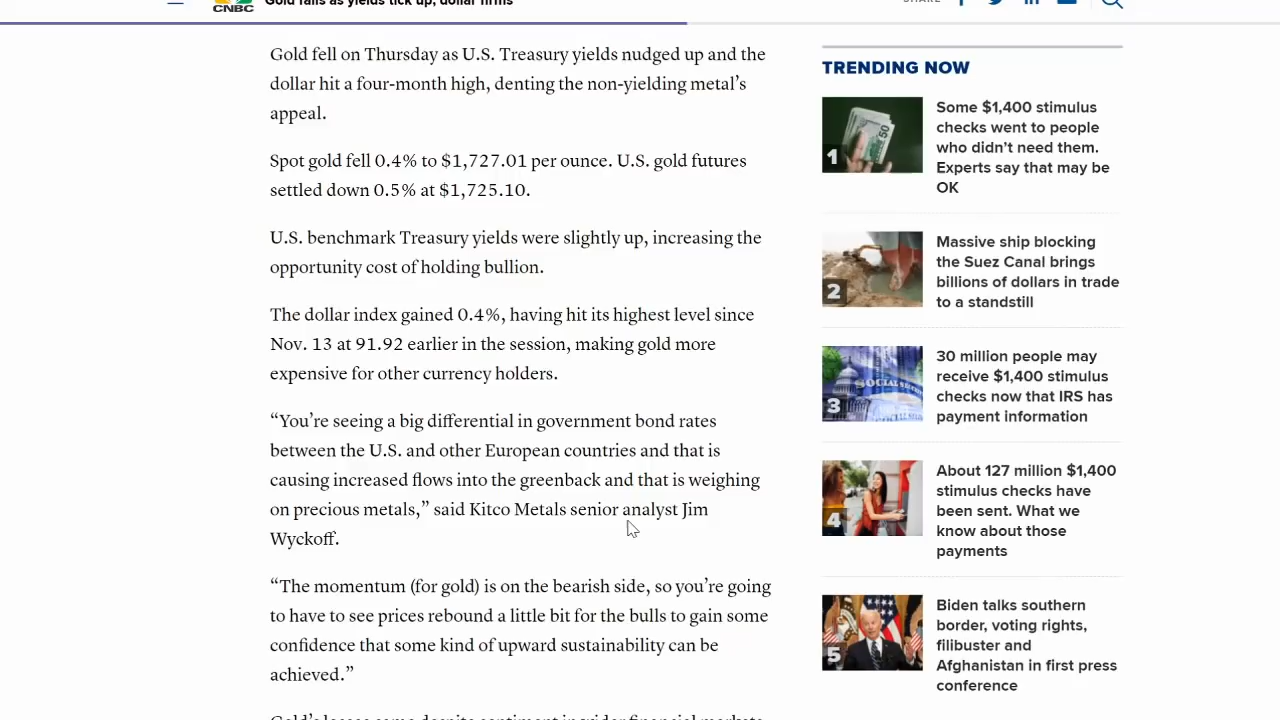 CNBC
Gold falls as yields tick up, dollar firms
SHARE
Gold fell on Thursday as U.S. Treasury yields nudged up and the
dollar hit a four-month high, denting the non-yielding metal’s
appeal.
Spot gold fell 0.4% to $1,727.01 per ounce. U.S. gold futures
settled down 0.5% at $1,725.10.
U.S. benchmark Treasury yields were slightly up, increasing the
opportunity cost of holding bullion.
The dollar index gained 0.4%, having hit its highest level since
Nov. 13 at 91.92 earlier in the session, making gold more
expensive for other currency holders.
“You’re seeing a big differential in government bond rates
between the U.S. and other European countries and that is
causing increased flows into the greenback and that is weighing
on precious metals,” said Kitco Metals senior analyst Jim
Wyckoff.
“The momentum (for gold) is on the bearish side, so you’re going
to have to see prices rebound a little bit for the bulls to gain some
confidence that some kind of upward sustainability can be
achieved.”
Gold’s losses came despite sentiment in wider financial markets
TRENDING NOW
1
50
Some $1,400 stimulus
checks went to people
who didn’t need them.
Experts say that may be
OK
2
Massive ship blocking
the Suez Canal brings
billions of dollars in trade
to a standstill
3
SOCIAL SECURITY
30 million people may
receive $1,400 stimulus
checks now that IRS has
payment information
4
About 127 million $1,400
stimulus checks have
been sent. What we
know about those
payments
5
Biden talks southern
border, voting rights,
filibuster and
Afghanistan in first press
conference